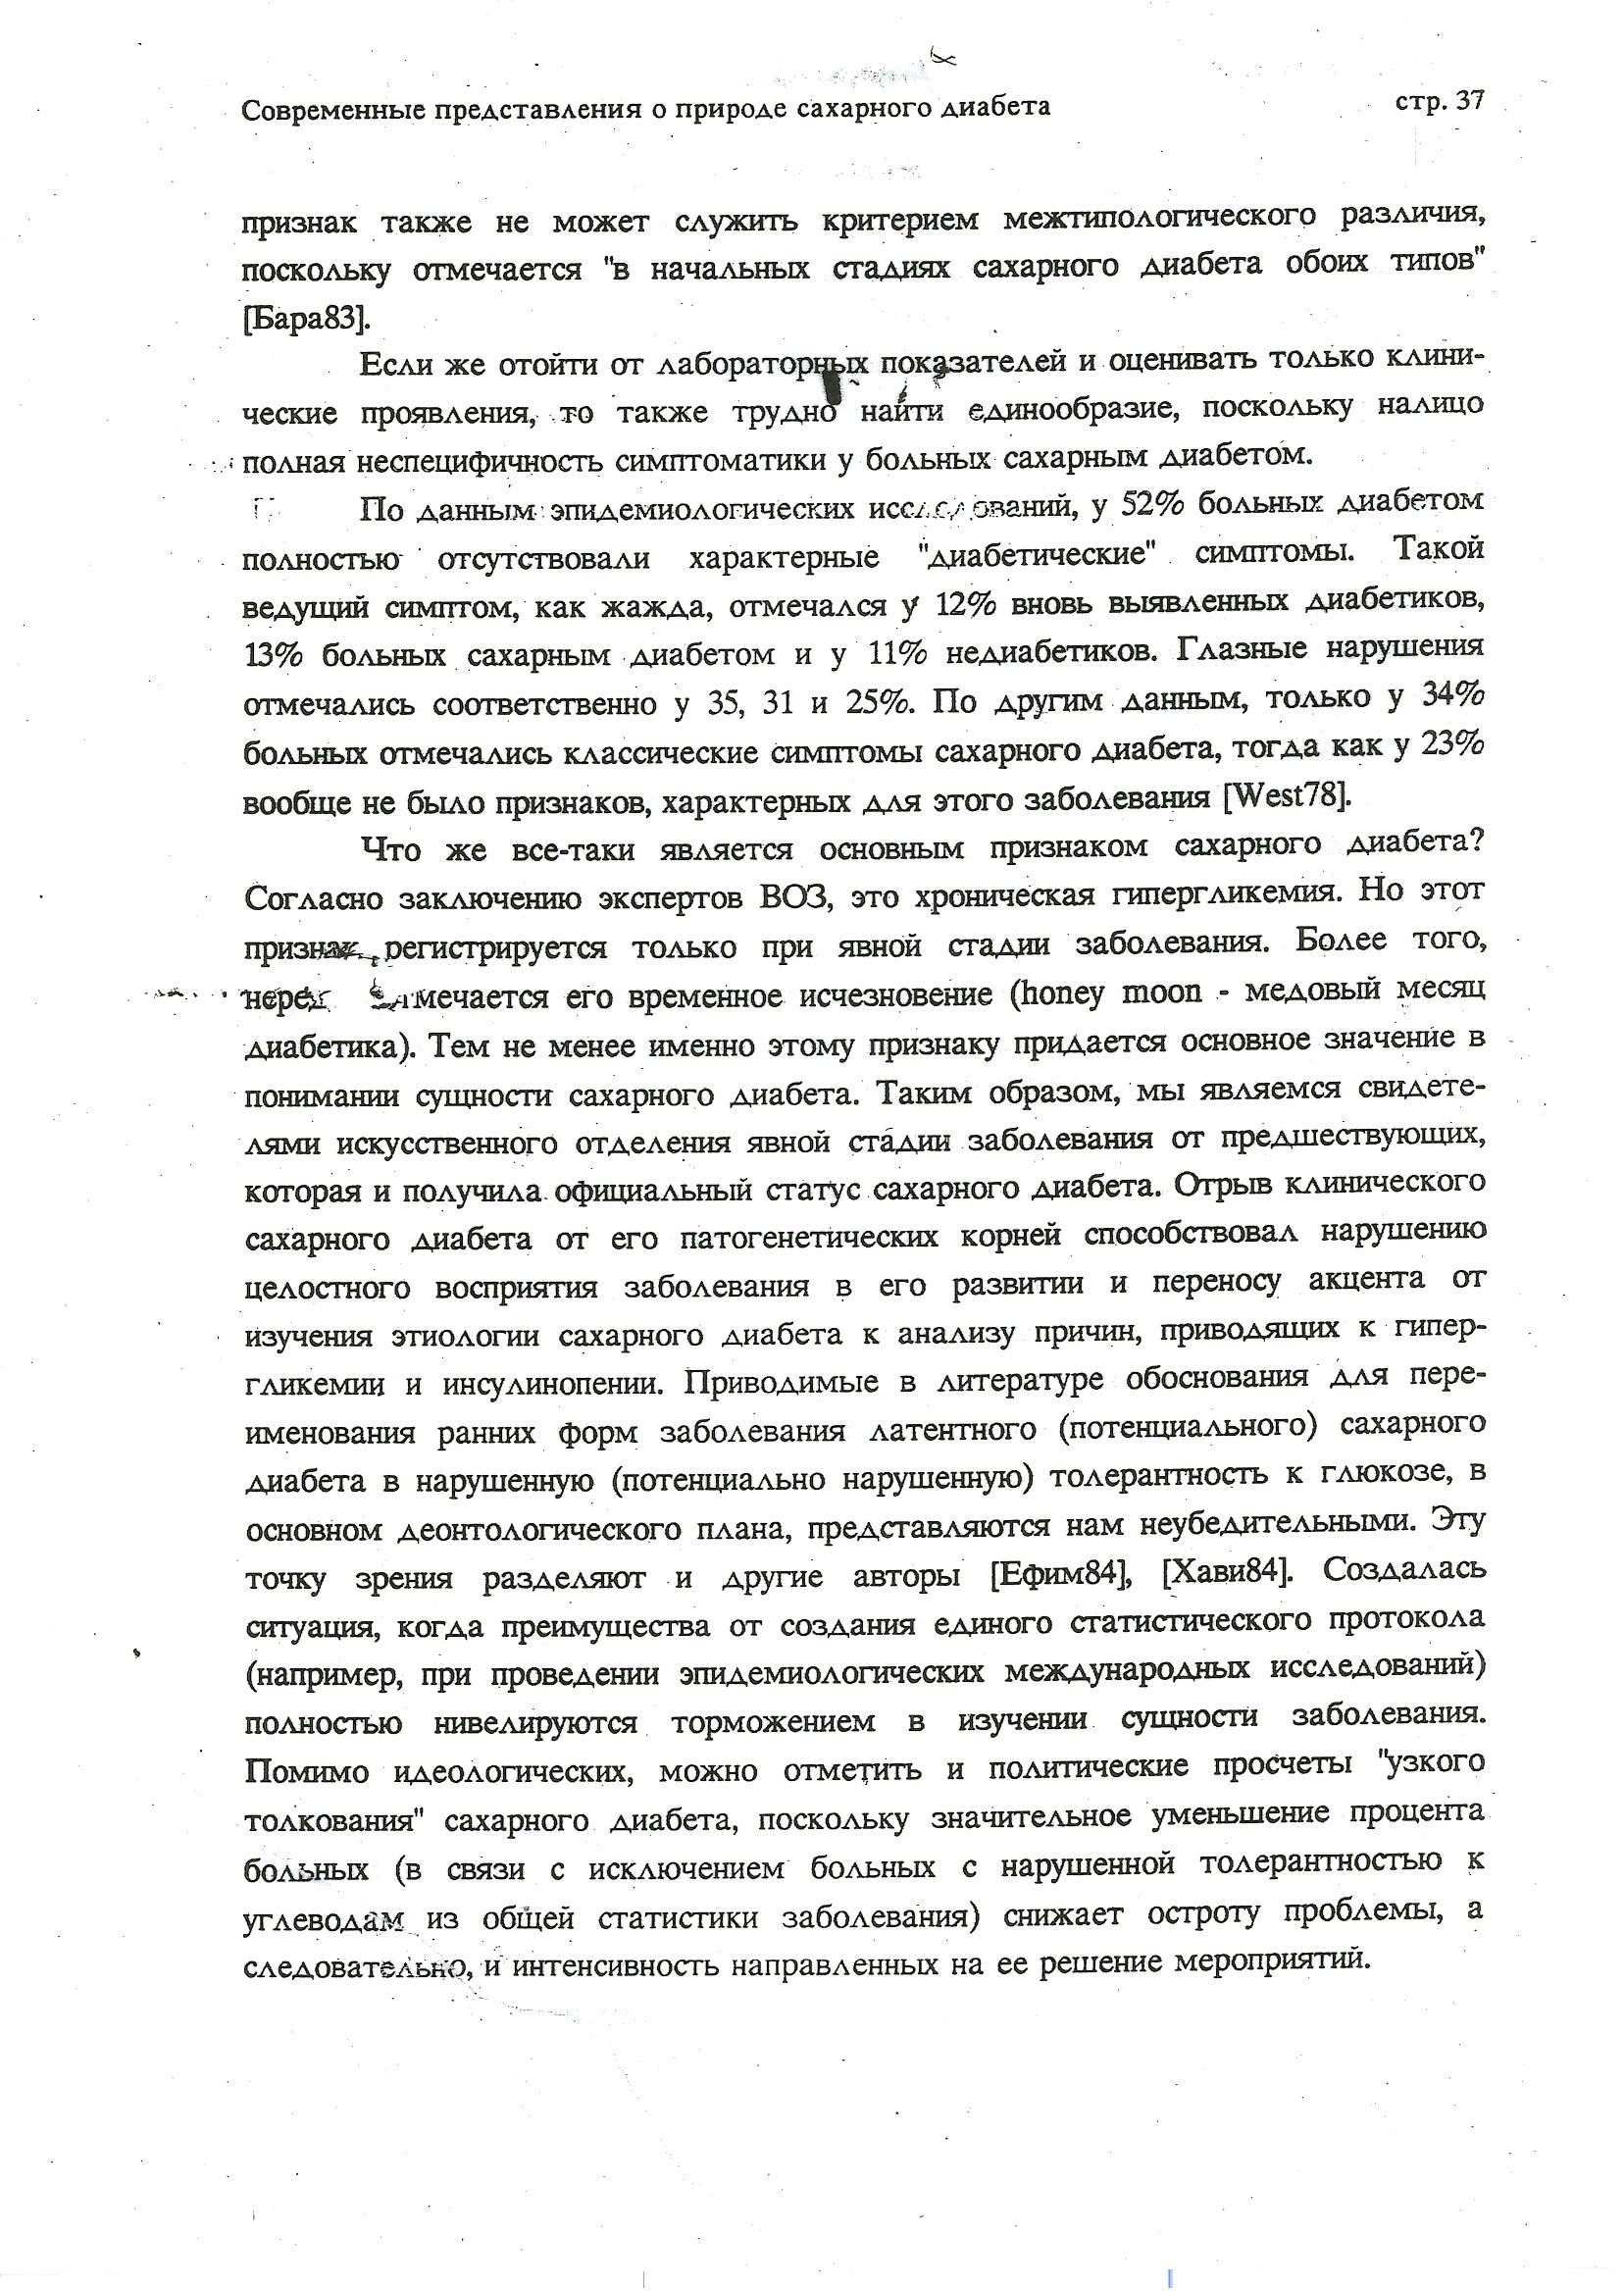 Современные представления о природе сахарного диабета стр. 37
признак также не может служить критерием межтипологического различия,
поскольку отмечается "в начальных стадиях сахарного диабета обоих типов"
[Бара83].
Если же отойти от лабораторных показателей и оценивать только клини-
ческие проявления, то также трудно найти единообразие, поскольку налицо
полная неспецифичность симптоматики у больных сахарным диабетом.
По данным эпидемиологических исследований, у 52% больных диабетом
полностью отсутствовали характерные "диабетические" симптомы. Такой
ведущий симптом, как жажда, отмечался у 12% вновь выявленных диабетиков,
13% больных сахарным диабетом и у 11% недиабетиков. Глазные нарушения
отмечались соответственно у 35, 31 и 25%. По другим данным, только у 34%
больных отмечались классические симптомы сахарного диабета, тогда как у 23%
вообще не было признаков, характерных для этого заболевания [West78].
Что же все-таки является основным признаком сахарного диабета?
Согласно заключению экспертов ВОЗ, это хроническая гипергликемия. Но этот
признак регистрируется только при явной стадии заболевания. Более того,
мечается его временное исчезновение (honey moon - медовый месяц
диабетика). Тем не менее именно этому признаку придается основное значение в
понимании сущности сахарного диабета. Таким образом, мы являемся свидете-
лями искусственного отделения явной стадии заболевания от предшествующих,
которая и получила официальный статус сахарного диабета. Отрыв клинического
сахарного диабета от его патогенетических корней способствовал нарушению
целостного восприятия заболевания в его развитии и переносу акцента от
изучения этиологии сахарного диабета к анализу причин, приводящих к гипер-
гликемии и инсулинопении. Приводимые в литературе обоснования для пере-
именования ранних форм заболевания латентного (потенциального) сахарного
диабета в нарушенную (потенциально нарушенную) толерантность к глюкозе, в
основном деонтологического плана, представляются нам неубедительными. Эту
точку зрения разделяют и другие авторы [Ефим84], [Хави84]. Создалась
ситуация, когда преимущества от создания единого статистического протокола
(например, при проведении эпидемиологических международных исследований)
полностью нивелируются торможением в изучении сущности заболевания.
Помимо идеологических, можно отметить и политические просчеты "узкого
толкования" сахарного диабета, поскольку значительное уменьшение процента
больных (в связи с исключением больных с нарушенной толерантностью к
углеводам из общей статистики заболевания) снижает остроту проблемы, а
следовательно, и интенсивность направленных на ее решение мероприятий.